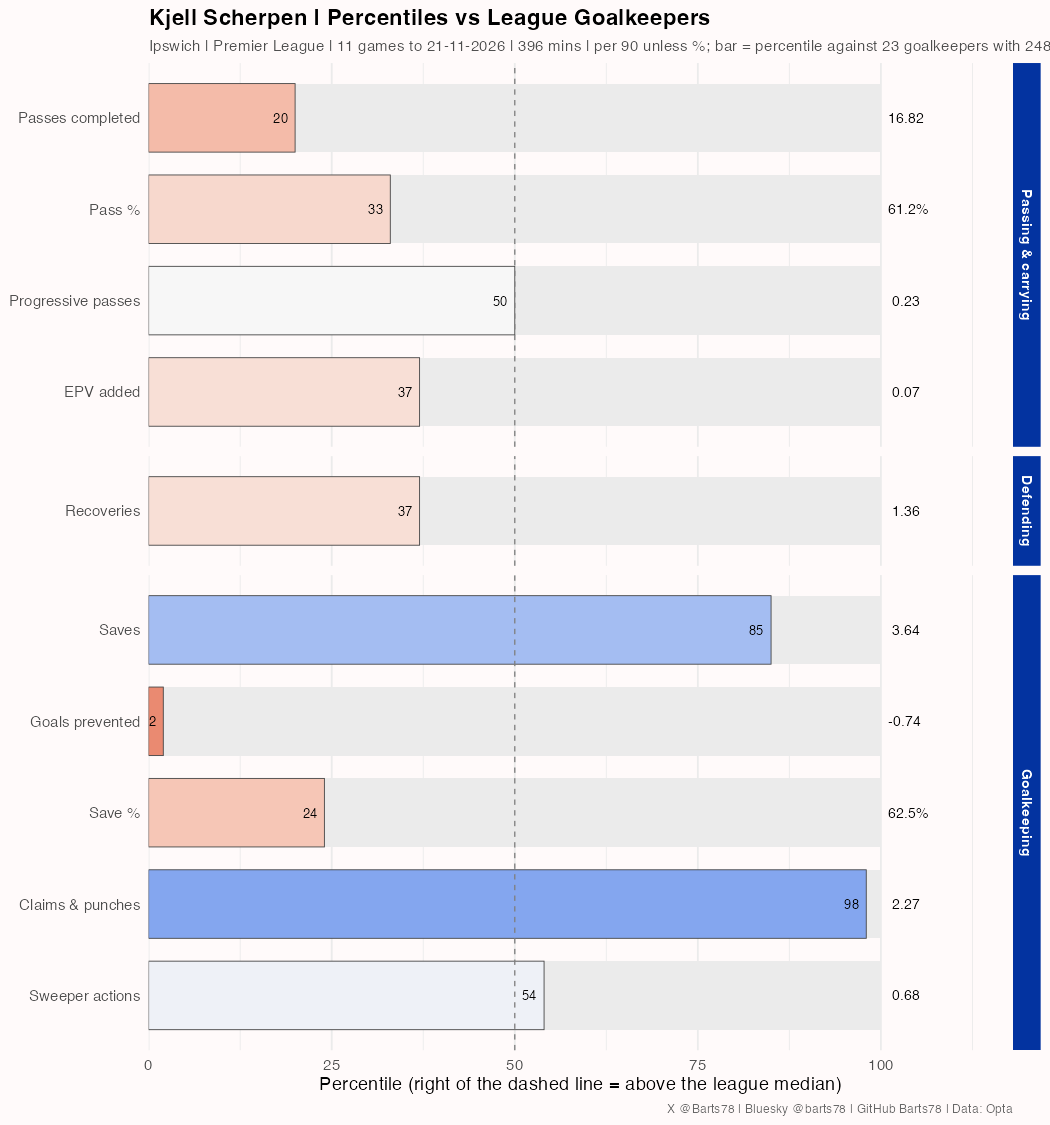 Kjell Scherpen | Percentiles vs League Goalkeepers
Ipswich | Premier League | 11 games to 21-11-2026 | 396 mins | per 90 unless %; bar = percentile against 23 goalkeepers with 248
Passes completed 20 16.82
Pass % 33 61.2%
Progressive passes 50 0.23
EPV added 37 0.07
Passing & carrying
Recoveries 37 1.36
Defending
Saves 85 3.64
Goals prevented 2 -0.74
Save % 24 62.5%
Claims & punches 98 2.27
Sweeper actions 54 0.68
Goalkeeping
0 25 50 75 100
Percentile (right of the dashed line = above the league median)
X @Barts78 | Bluesky @barts78 | GitHub Barts78 | Data: Opta